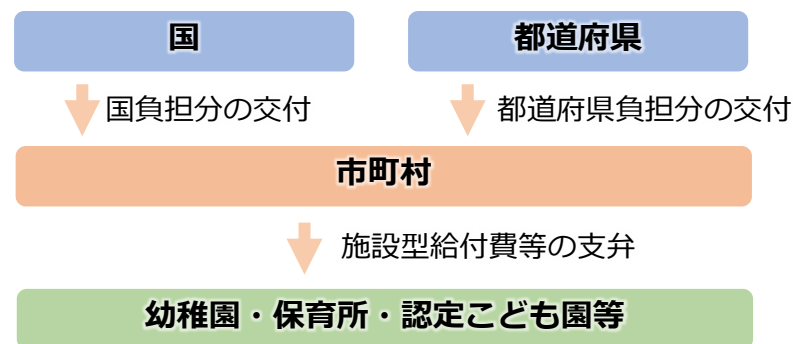 国
都道府県
国負担分の交付
都道府県負担分の交付
市町村
施設型給付費等の支弁
幼稚園・保育所・認定こども園等